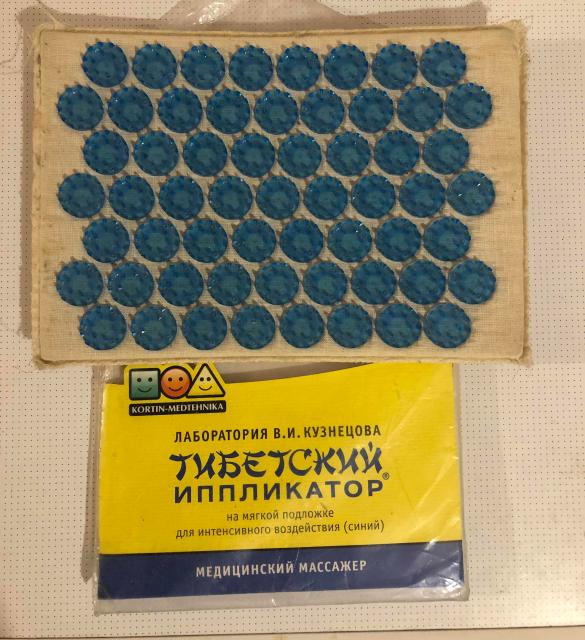 KORTIN-MEDTEHNIKA
ЛАБОРАТОРИЯ В.И. КУЗНЕЦОВА
ТИБЕТСКИЙ
ИППЛИКАТОР®
на мягкой подложке
для интенсивного воздействия (синий)
МЕДИЦИНСКИЙ МАССАЖЕР